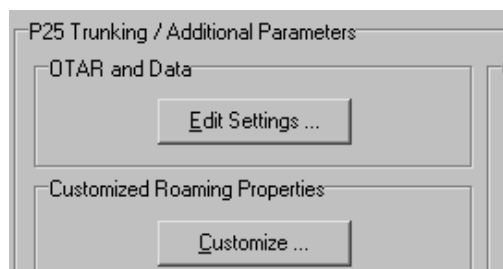 P25 Trunking / Additional Parameters
OTAR and Data
Edit Settings ...
Customized Roaming Properties
Customize ...